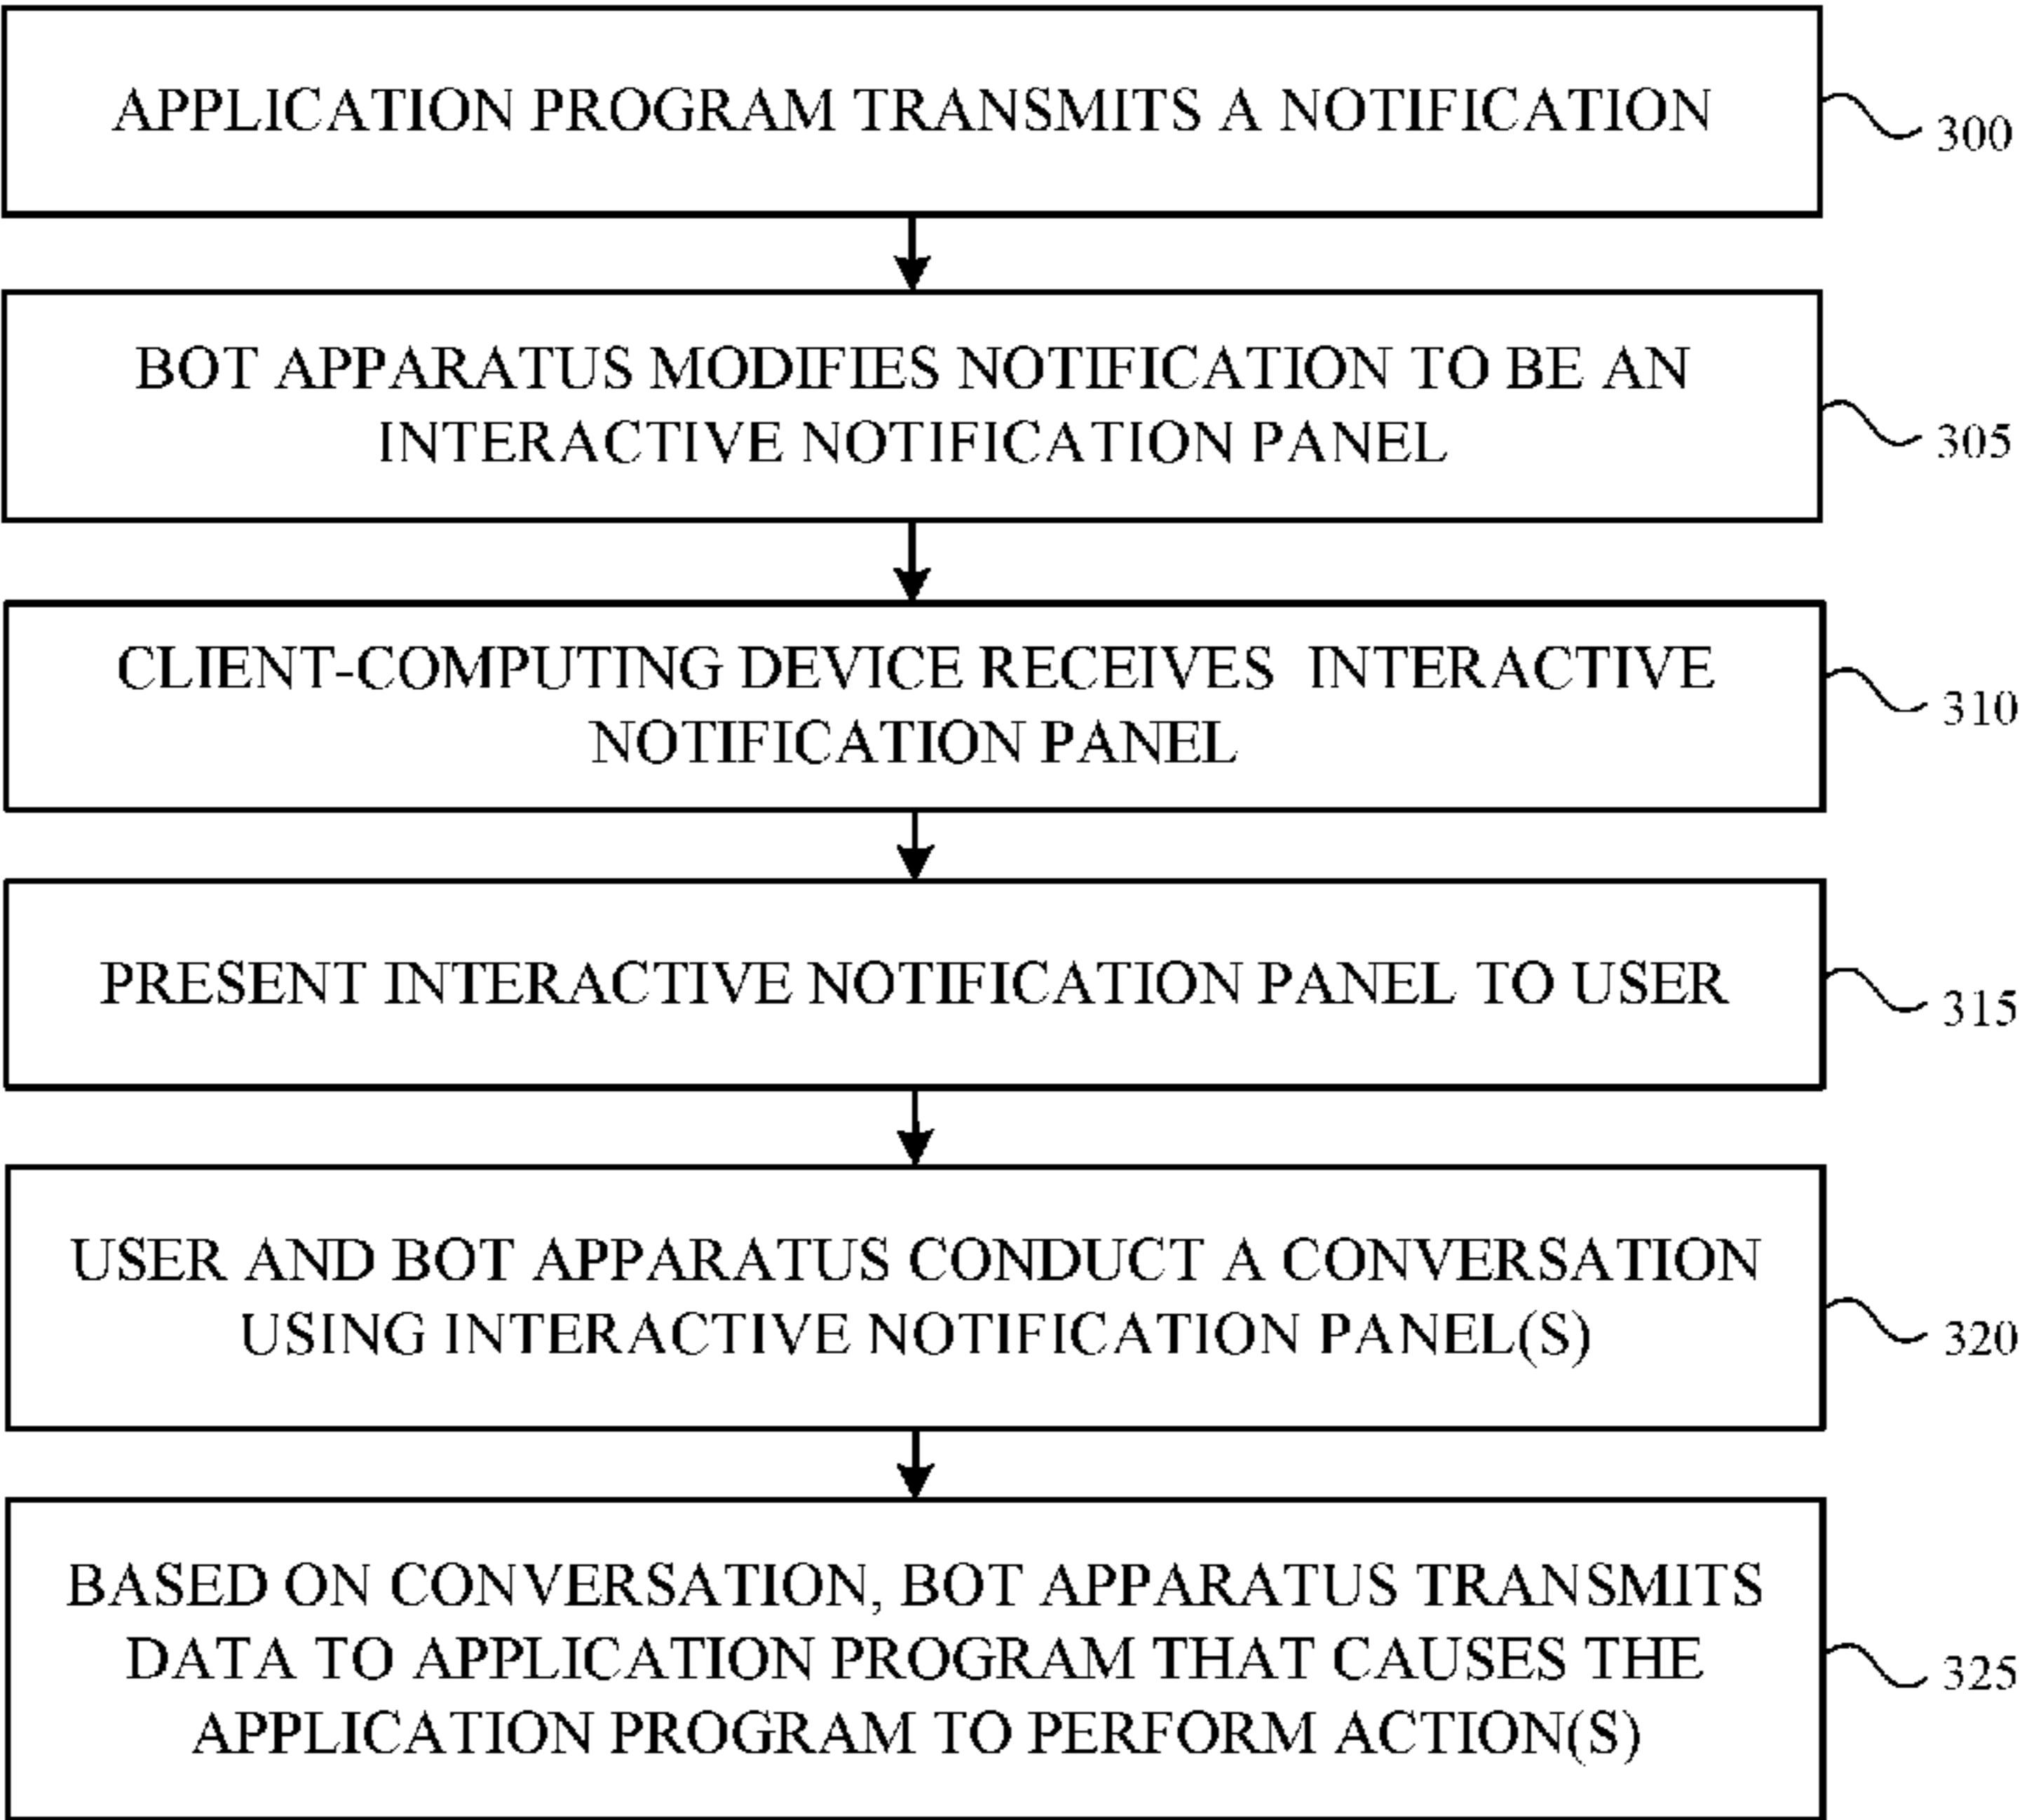 APPLICATION PROGRAM TRANSMITS A NOTIFICATION
300
BOT APPARATUS MODIFIES NOTIFICATION TO BE AN
INTERACTIVE NOTIFICATION PANEL
305
CLIENT-COMPUTING DEVICE RECEIVES INTERACTIVE
NOTIFICATION PANEL
310
PRESENT INTERACTIVE NOTIFICATION PANEL TO USER
315
USER AND BOT APPARATUS CONDUCT A CONVERSATION
USING INTERACTIVE NOTIFICATION PANEL(S)
320
BASED ON CONVERSATION, BOT APPARATUS TRANSMITS
DATA TO APPLICATION PROGRAM THAT CAUSES THE
APPLICATION PROGRAM TO PERFORM ACTION(S)
325